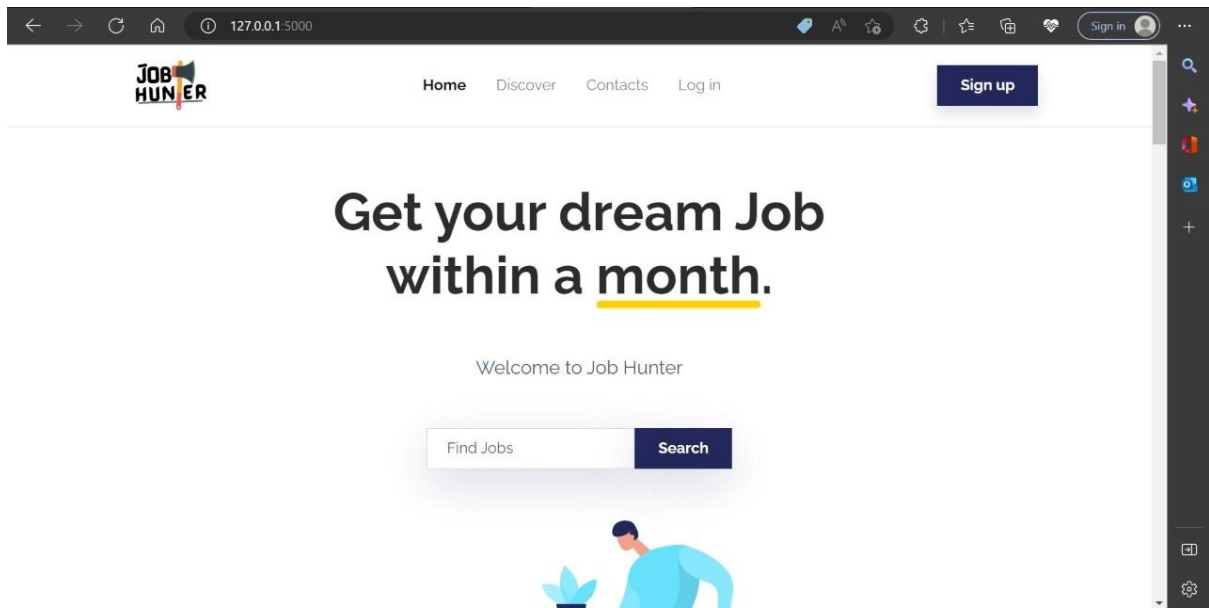 127.0.0.1:5000
Sign in
JOB
HUNTER
Home Discover Contacts Log in
Sign up
Get your dream Job
within a month.
Welcome to Job Hunter
Find Jobs Search